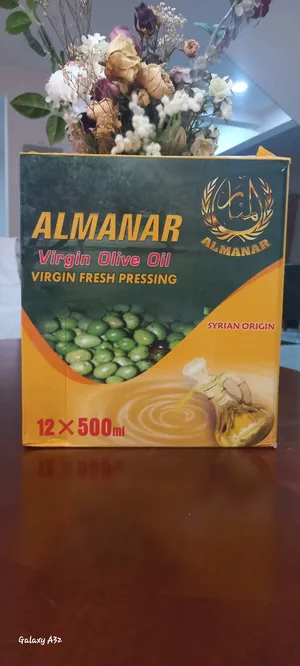 ALMANAR
Virgin Olive Oil
VIRGIN FRESH PRESSING
المنار
ALMANAR
SYRIAN ORIGIN
12×500ml
Galaxy A32